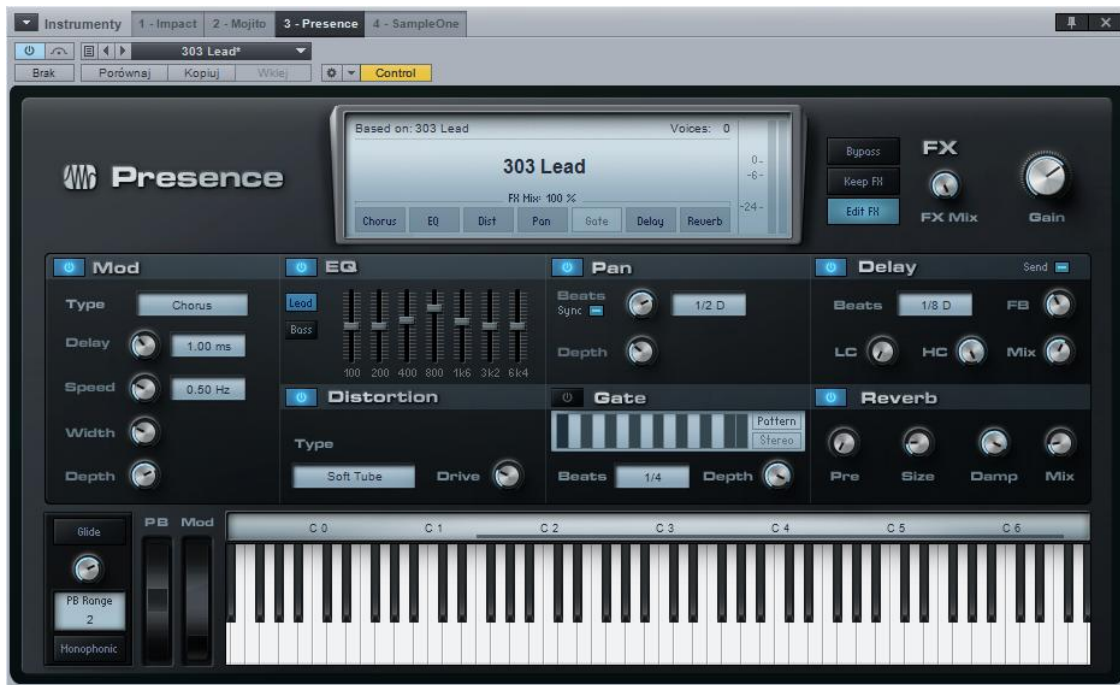 Instrumenty 1 - Impact 2 - Mojito 3 - Presence 4 - SampleOne
303 Lead*
Brak Porównaj Kopiuj Wklej Control
Based on: 303 Lead Voices: 0
303 Lead
FX Mix: 100 %
Chorus EQ Dist Pan Gate Delay Reverb
0-
-6-
-24-
Presence
Bypass
Keep FX
Edit FX
FX
FX Mix
Gain
Mod
Type Chorus
Delay 1.00 ms
Speed 0.50 Hz
Width
Depth
EQ
Lead
Bass
100 200 400 800 1k6 3k2 6k4
Distortion
Type
Soft Tube Drive
Pan
Beats 1/2 D
Sync
Depth
Gate
Pattern
Stereo
Beats 1/4 Depth
Delay Send
Beats 1/8 D FB
LC HC Mix
Reverb
Pre Size Damp Mix
Glide
PB Range
2
Monophonic
PB Mod
C 0 C 1 C 2 C 3 C 4 C 5 C 6